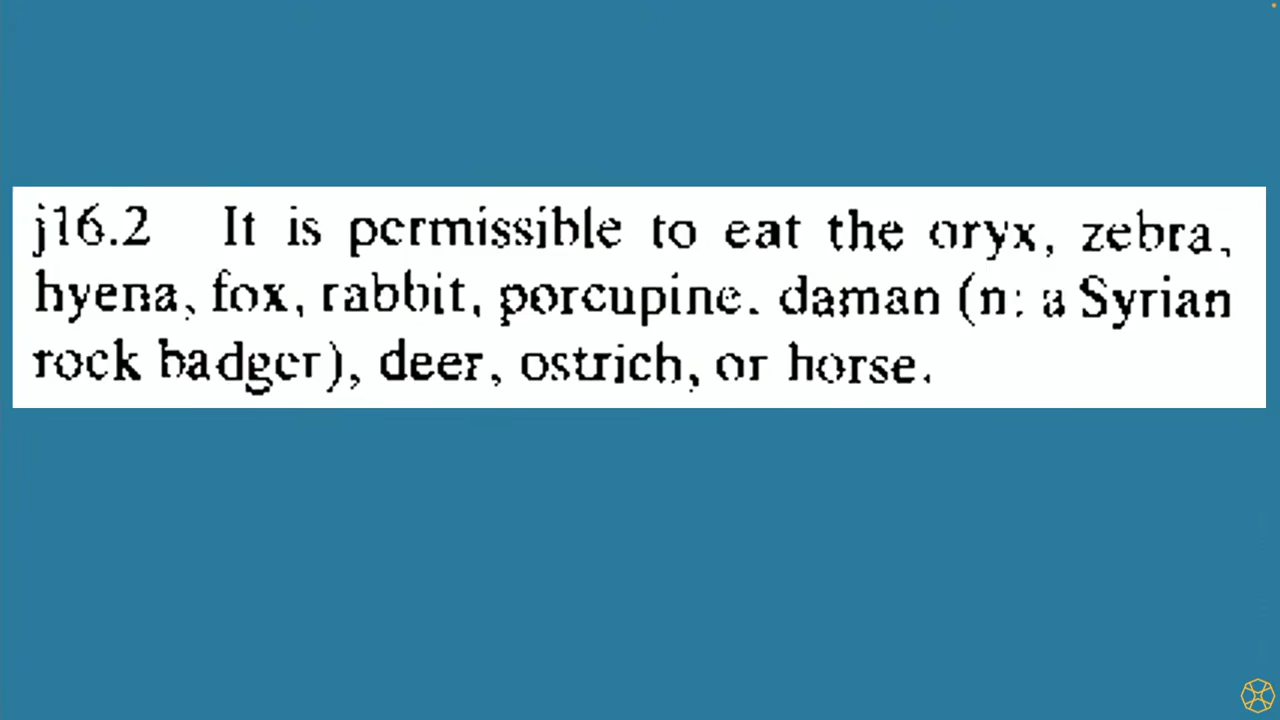 j16.2 It is permissible to eat the oryx, zebra,
hyena, fox, rabbit, porcupine. daman (n: a Syrian
rock badger), deer, ostrich, or horse.